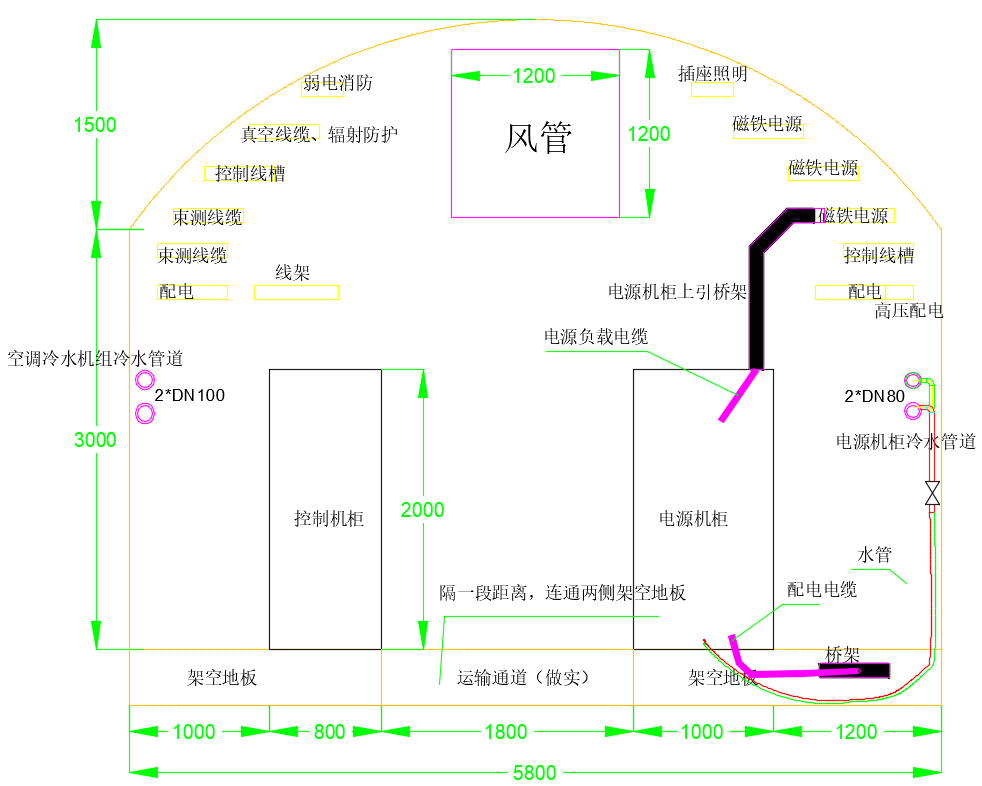 弱电消防
插座照明
1200
1500
真空线缆、辐射防护
风管
1200
磁铁电源
控制线槽
磁铁电源
束测线缆
磁铁电源
束测线缆
控制线槽
线架
配电
电源机柜上引桥架
配电
高压配电
电源负载电缆
空调冷水机组冷水管道
2*DN100
2*DN80
3000
电源机柜冷水管道
2000
控制机柜
电源机柜
水管
隔一段距离，连通两侧架空地板
配电电缆
桥架
架空地板
运输通道（做实）
架空地板
1000
800
1800
1000
1200
5800